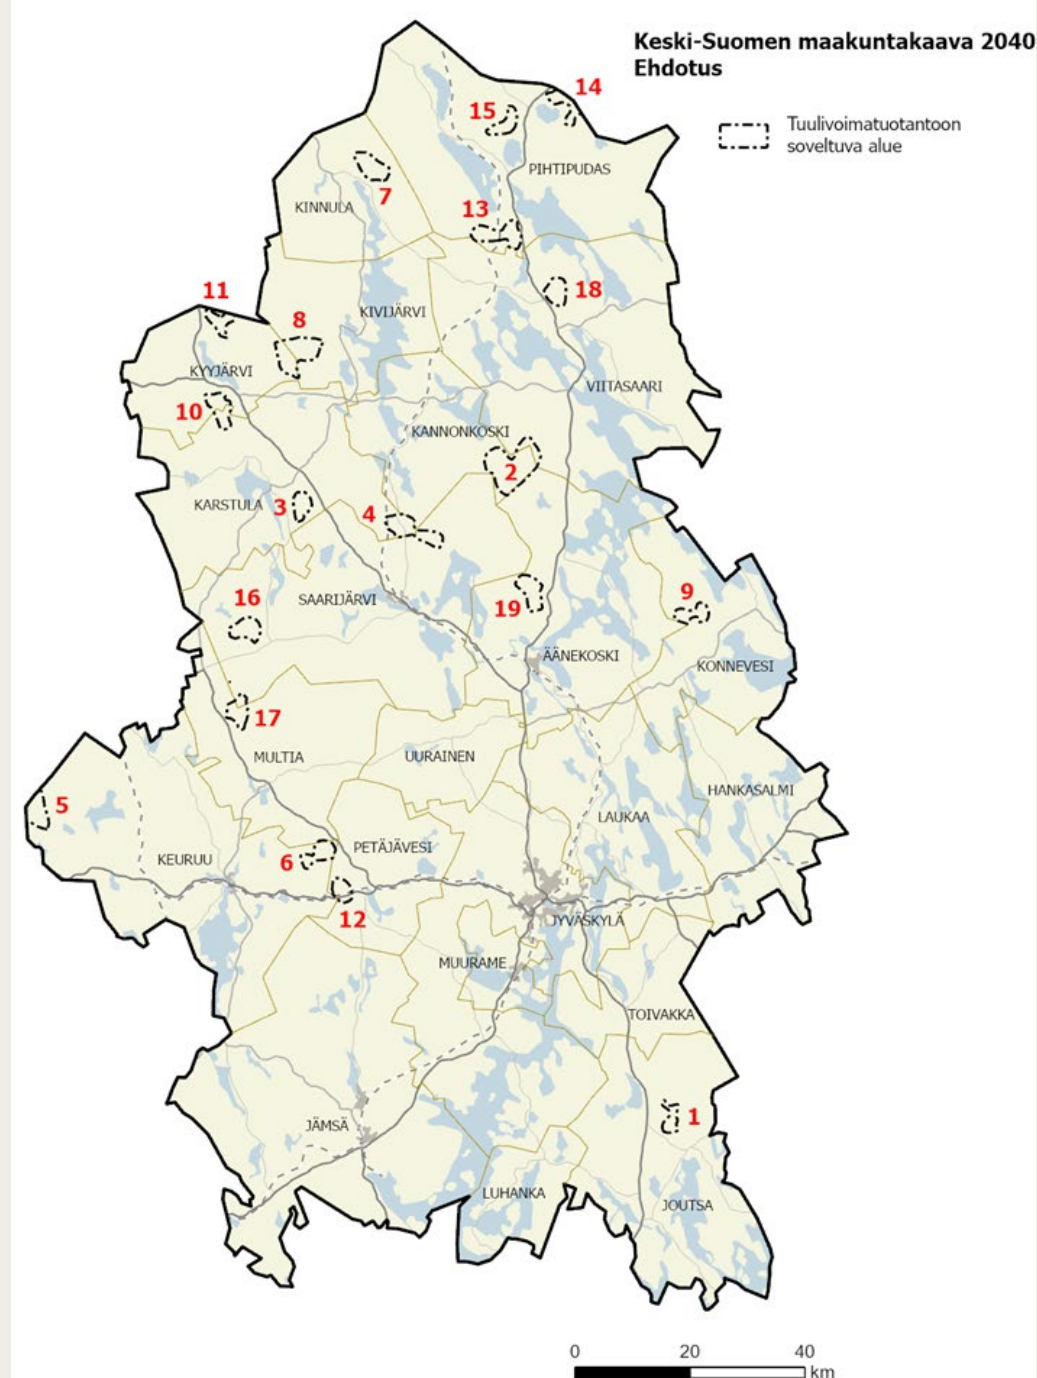 Keski-Suomen maakuntakaava 2040
Ehdotus
Tuulivoimatuotantoon
soveltuva alue
14
15
PIHTIPUDAS
7
KINNULA
13
18
11
KIVIJÄRVI
8
KYYJÄRVI
VIITASAARI
10
KANNONKOSKI
2
KARSTULA
3
4
9
16
SAARIJÄRVI
19
ÄÄNEKOSKI
KONNEVESI
17
MULTIA
UURAINEN
HANKASALMI
5
LAUKAA
PETÄJÄVESI
KEURUU
6
12
JYVÄSKYLÄ
MUURAME
TOIVAKKA
1
JÄMSÄ
LUHANKA
JOUTSA
0 20 40
km